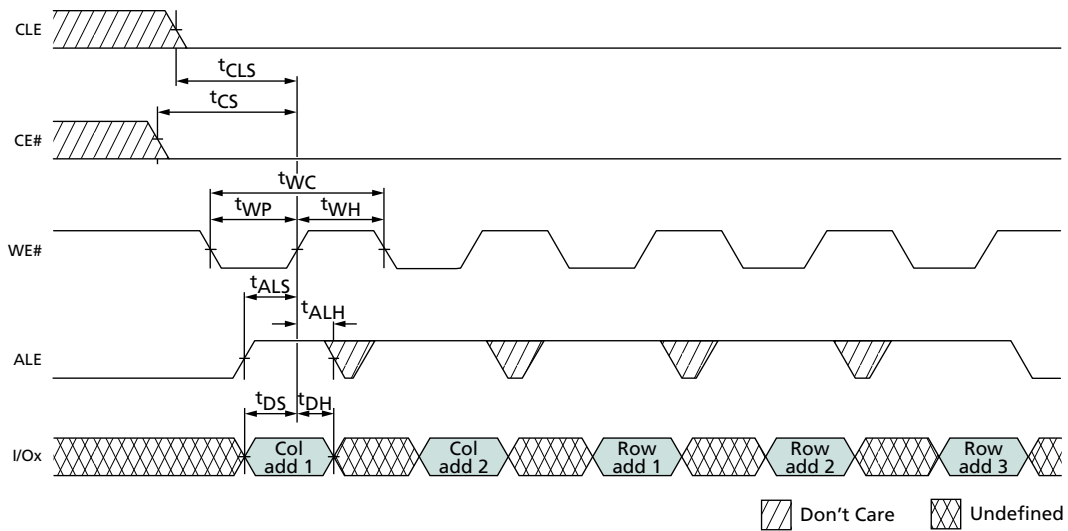 CLE
tCLS
tCS
CE#
tWC
tWP
tWH
WE#
tALS
tALH
ALE
tDS
tDH
I/Ox
Col
add 1
Col
add 2
Row
add 1
Row
add 2
Row
add 3
Don't Care
Undefined